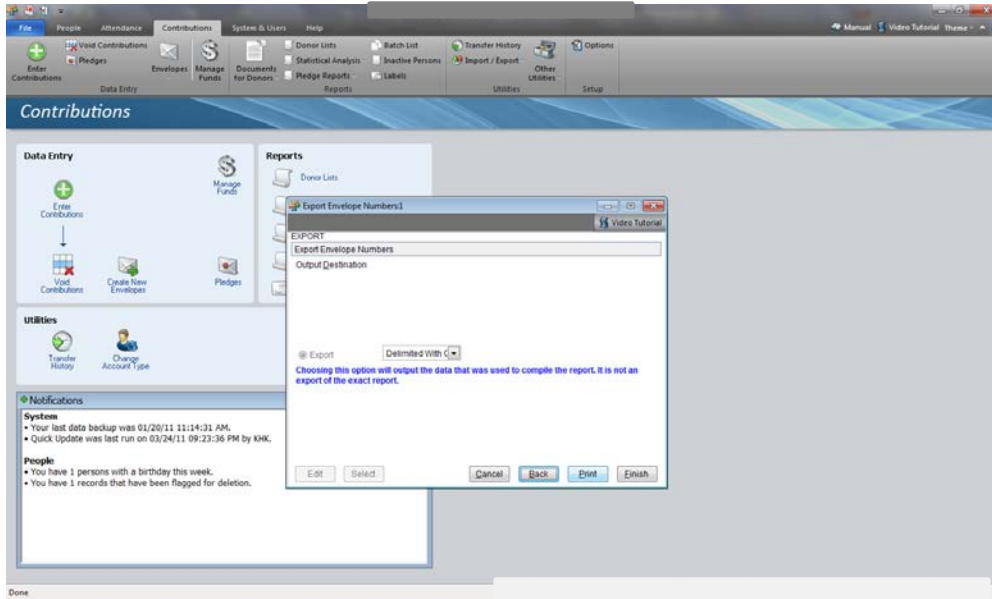 File People Attendance Contributions System & Users Help
Manual Video Tutorial Theme
Void Contributions
Pledges
Enter Contributions
Envelopes
Manage Funds
Documents for Donors
Donor Lists
Statistical Analysis
Pledge Reports
Batch List
Inactive Persons
Labels
Transfer History
Import / Export
Other Utilities
Options
Data Entry Reports Utilities Setup
Contributions
Data Entry
Manage Funds
Enter Contributions
Void Contributions
Create New Envelopes
Pledges
Reports
Donor Lists
Utilities
Transfer History
Change Account Type
Notifications
System
• Your last data backup was 01/20/11 11:14:31 AM.
• Quick Update was last run on 03/24/11 09:23:36 PM by KHK.
People
• You have 1 persons with a birthday this week.
• You have 1 records that have been flagged for deletion.
Export Envelope Numbers:1
Video Tutorial
EXPORT
Export Envelope Numbers
Output Destination
Export Delimited With C
Choosing this option will output the data that was used to compile the report. It is not an
export of the exact report.
Edit Select Cancel Back Print Finish
Done